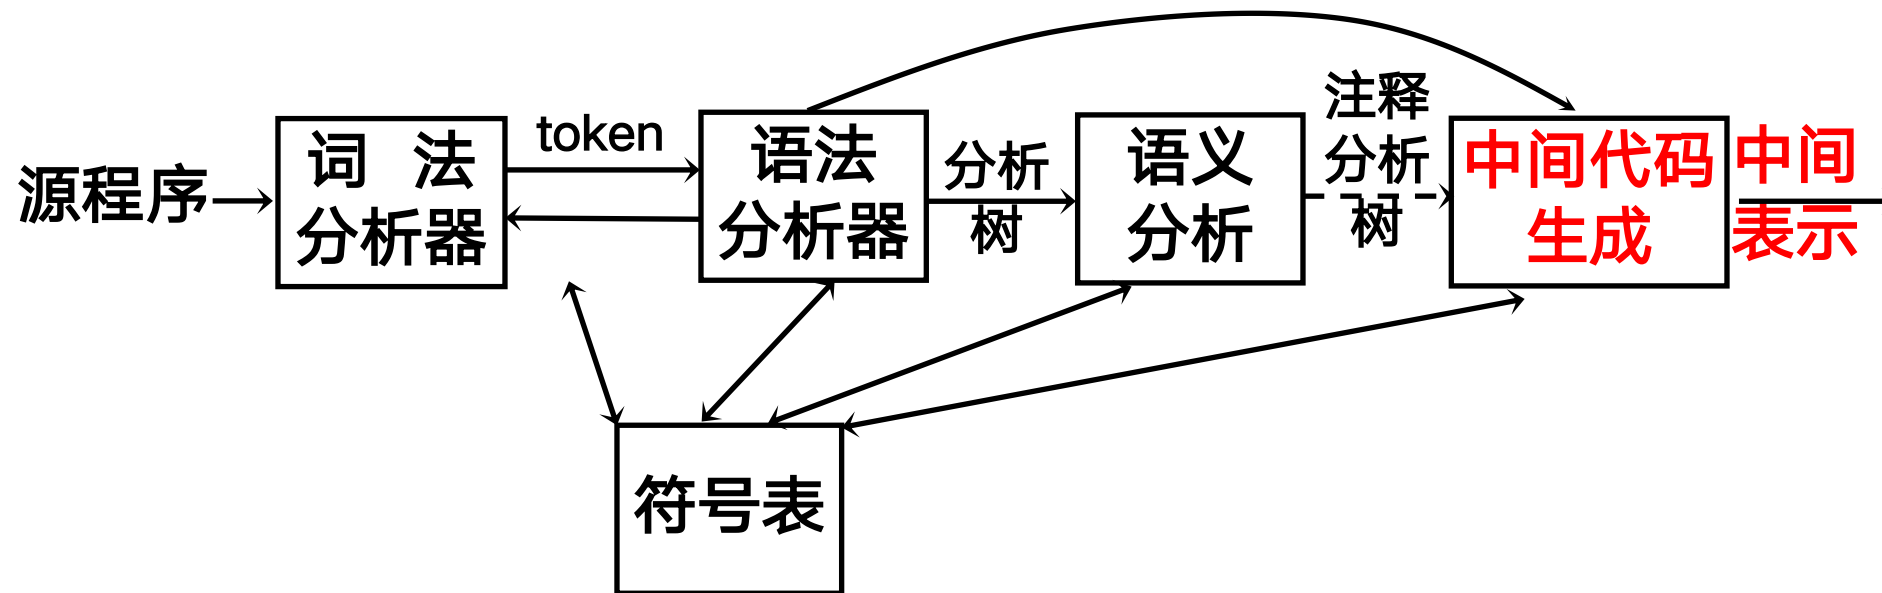 源程序
词 法
分析器
token
语法
分析器
分析
树
语义
分析
注释
分析
树
中间代码
生成
中间
表示
符号表